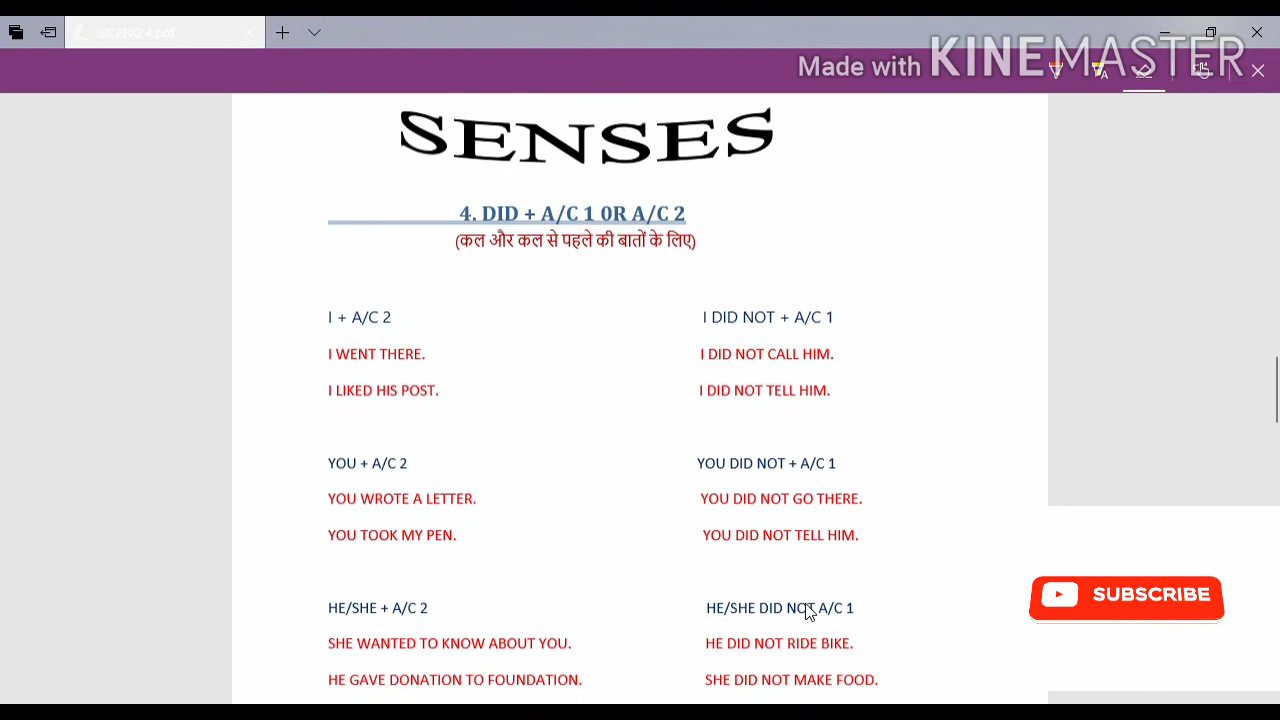 BK ENG 4.pdf
Made with KINEMASTER
SENSES
4. DID + A/C 1 0R A/C 2
(कल और कल से पहले की बातों के लिए)
I + A/C 2
I DID NOT + A/C 1
I WENT THERE.
I DID NOT CALL HIM.
I LIKED HIS POST.
I DID NOT TELL HIM.
YOU + A/C 2
YOU DID NOT + A/C 1
YOU WROTE A LETTER.
YOU DID NOT GO THERE.
YOU TOOK MY PEN.
YOU DID NOT TELL HIM.
HE/SHE + A/C 2
HE/SHE DID NOT A/C 1
SHE WANTED TO KNOW ABOUT YOU.
HE DID NOT RIDE BIKE.
HE GAVE DONATION TO FOUNDATION.
SHE DID NOT MAKE FOOD.
SUBSCRIBE